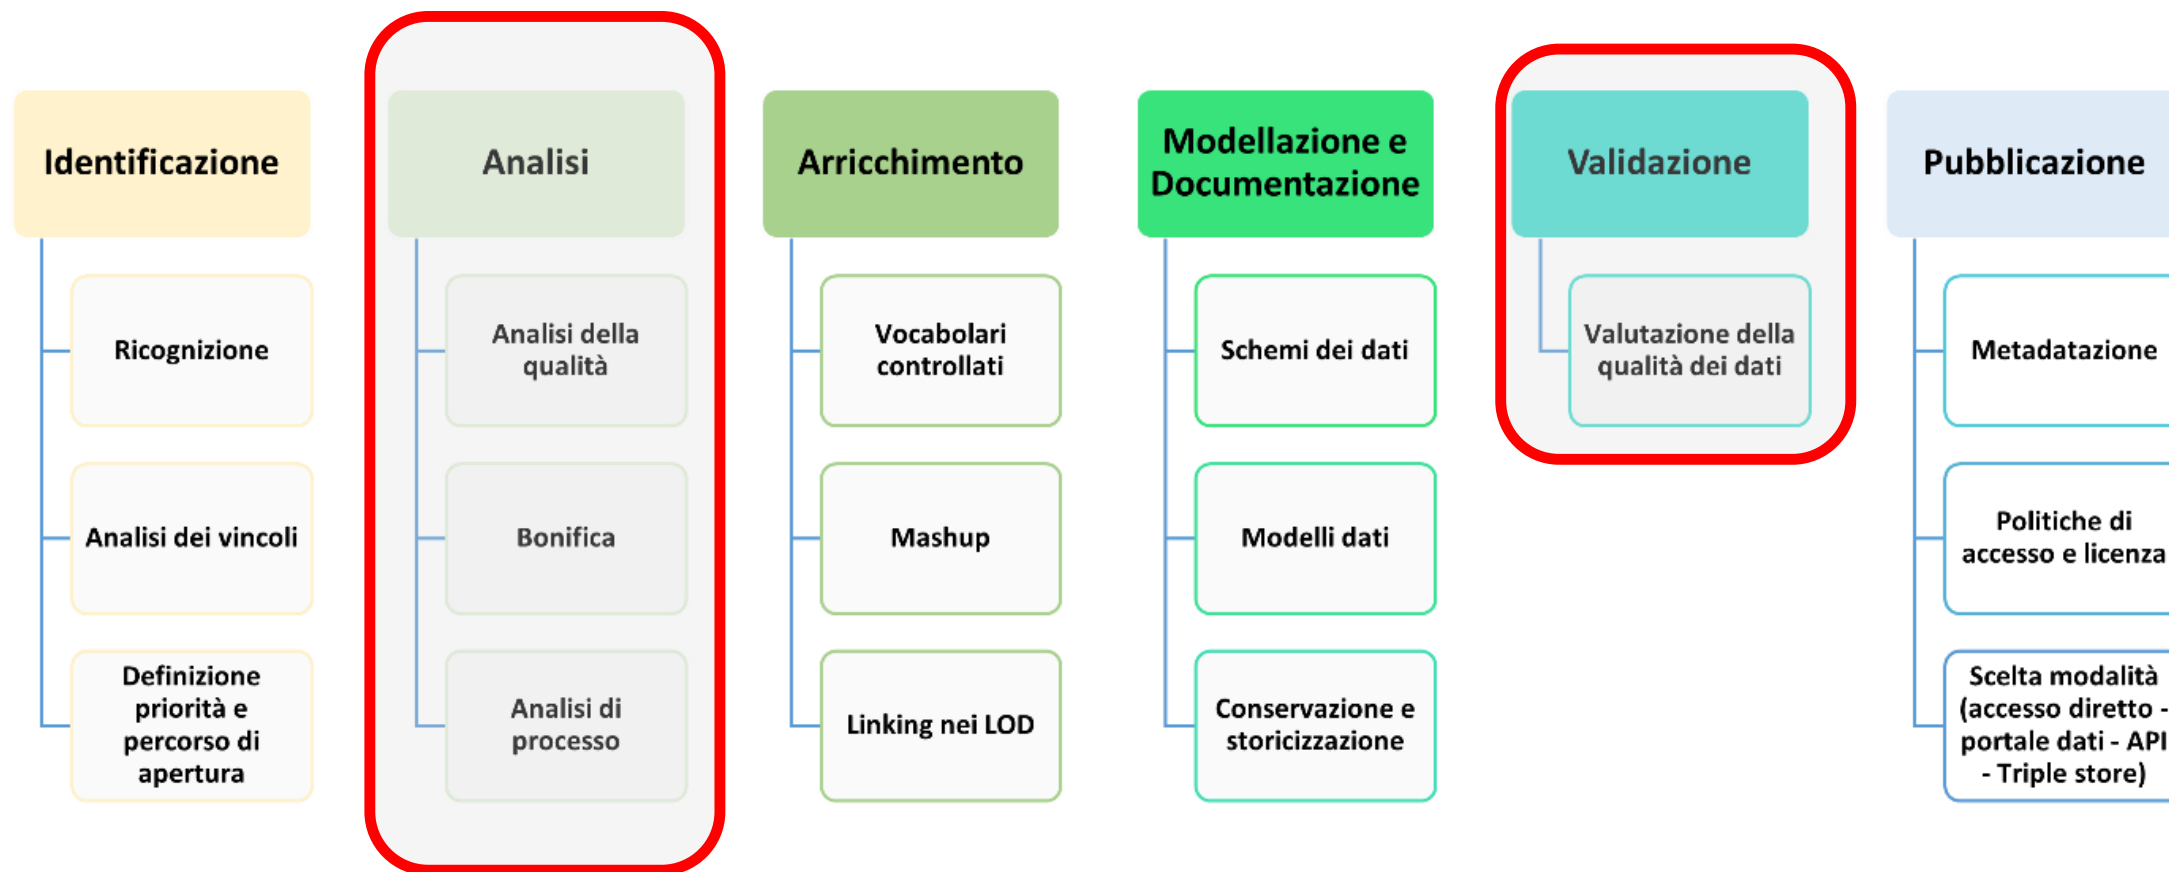 Identificazione
Ricognizione
Analisi dei vincoli
Definizione
priorità e
percorso di
apertura
Analisi
Analisi della
qualità
Bonifica
Analisi di
processo
Arricchimento
Vocabolari
controllati
Mashup
Linking nei LOD
Modellazione e
Documentazione
Schemi dei dati
Modelli dati
Conservazione e
storicizzazione
Validazione
Valutazione della
qualità dei dati
Pubblicazione
Metadatazione
Politiche di
accesso e licenza
Scelta modalità
(accesso diretto -
portale dati - API
- Triple store)